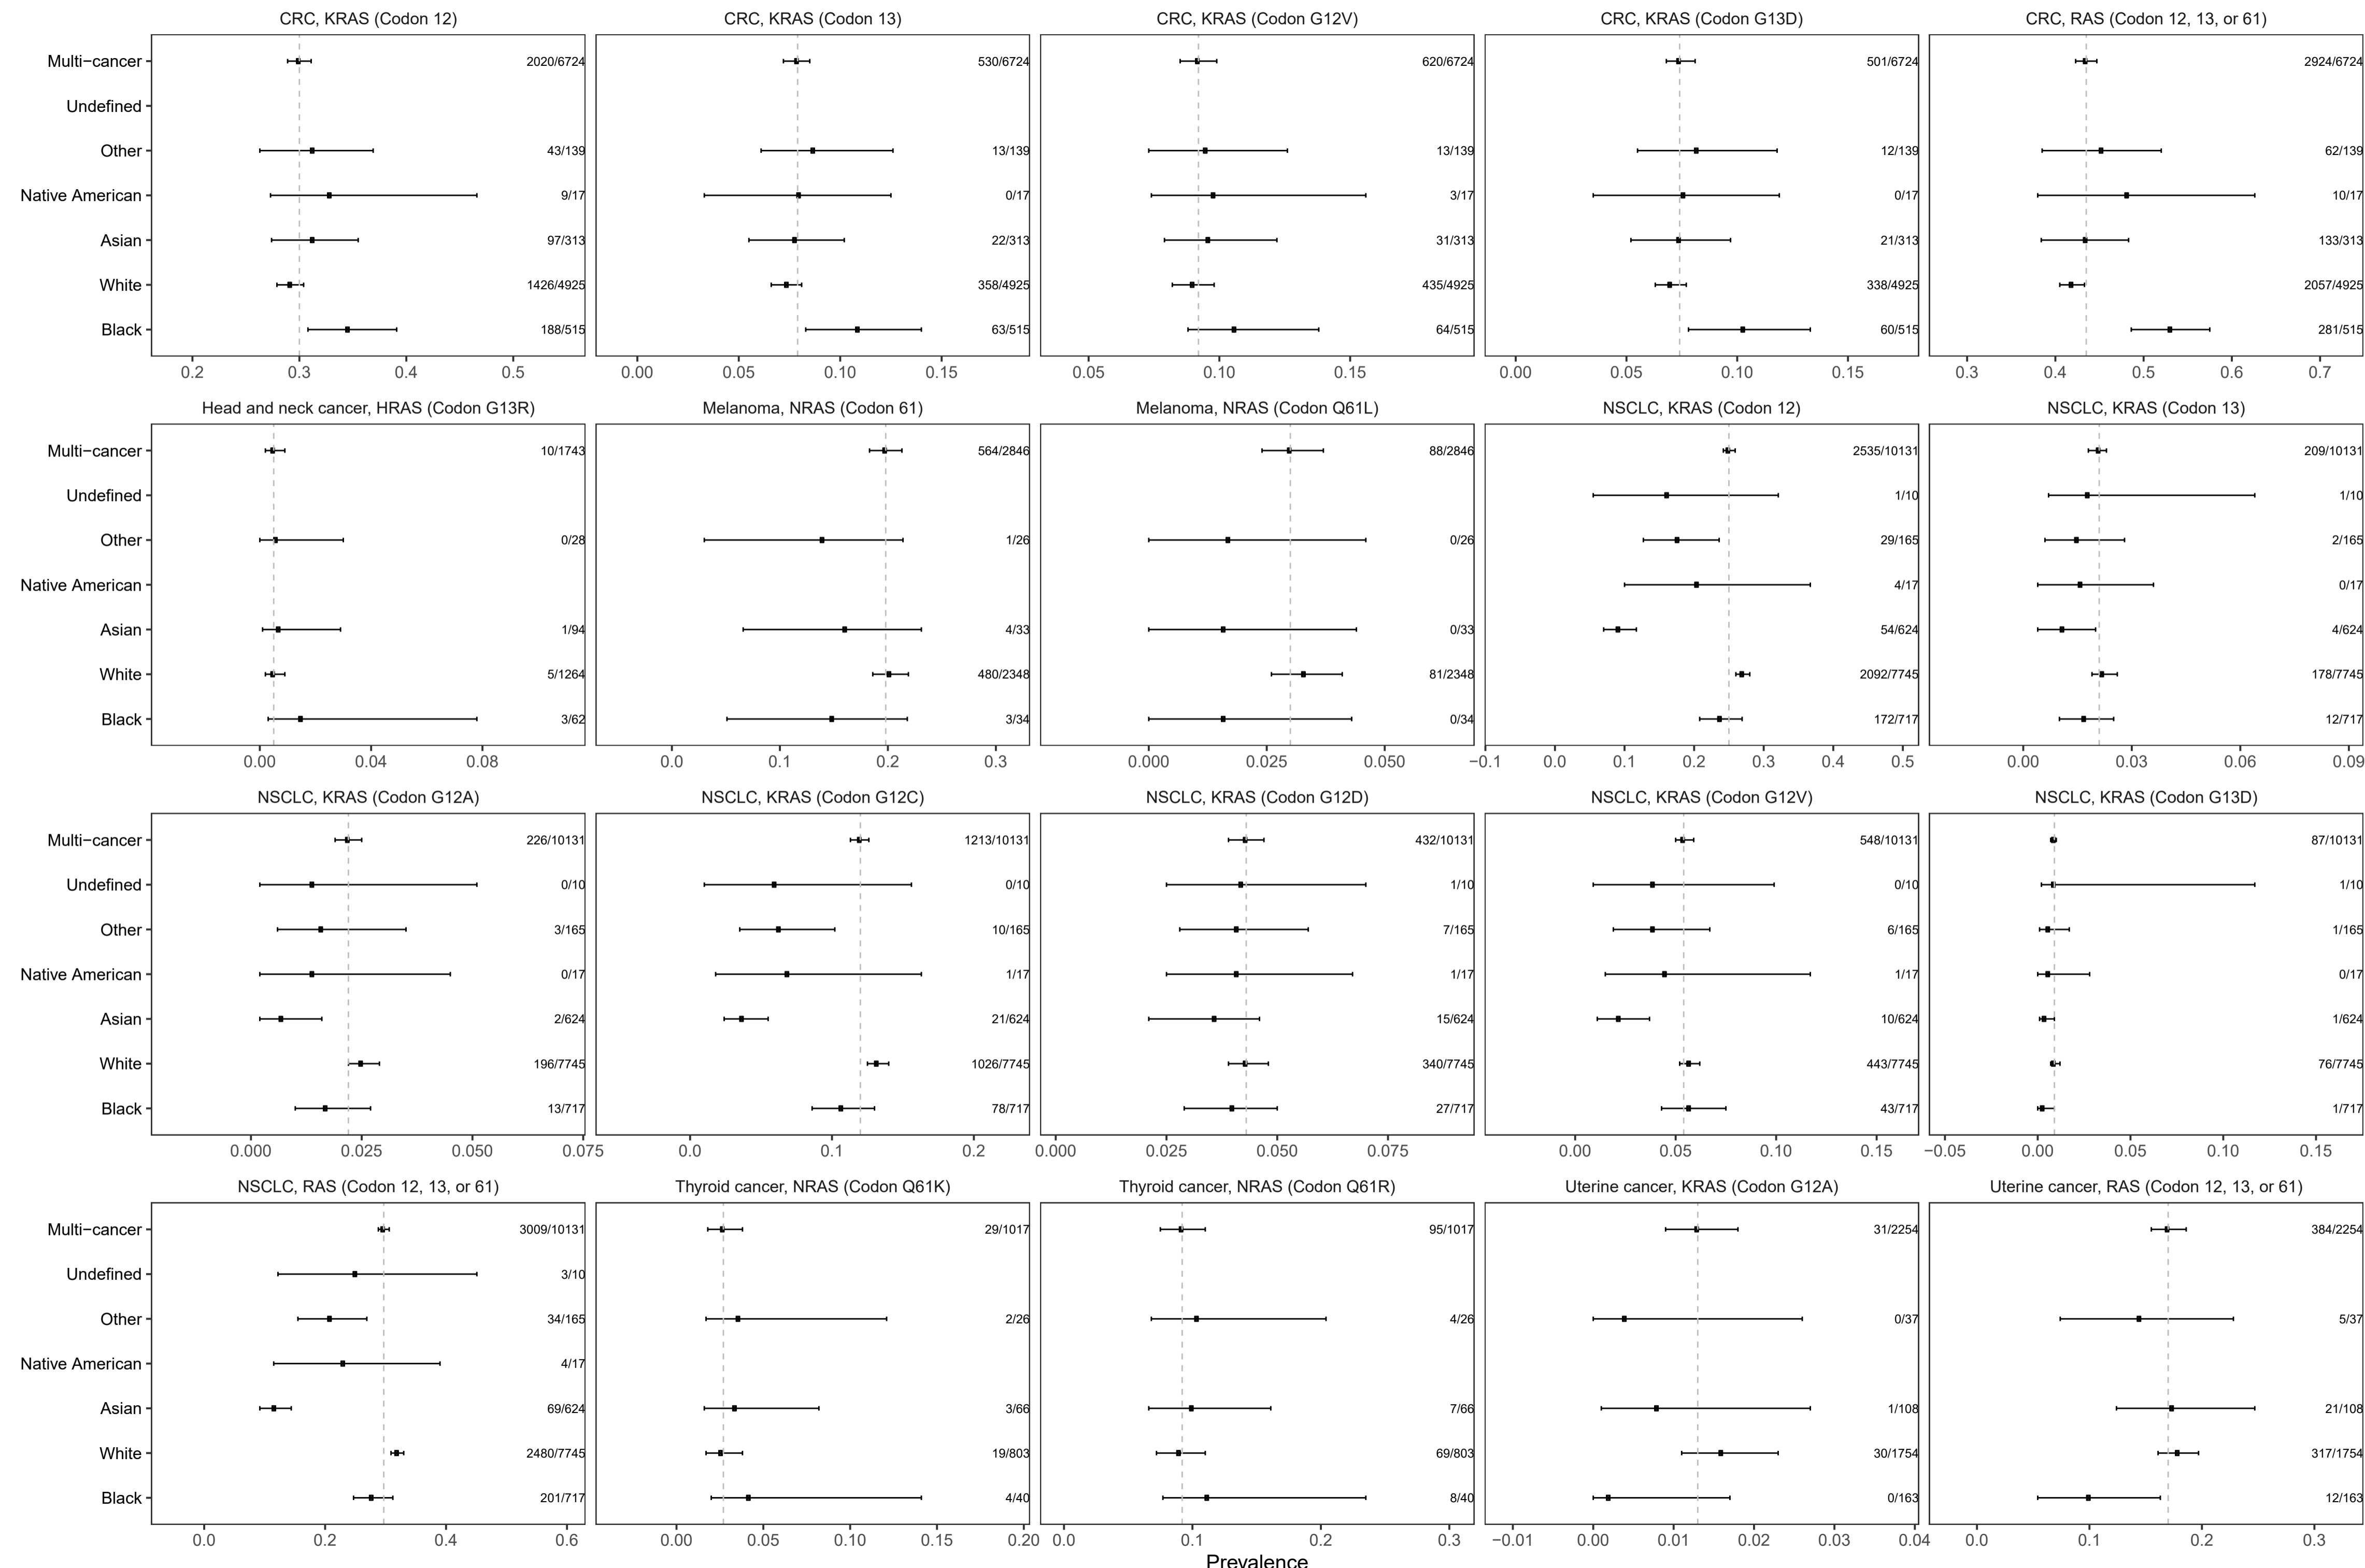 CRC, KRAS (Codon 12) CRC, KRAS (Codon 13) CRC, KRAS (Codon G12V) CRC, KRAS (Codon G13D) CRC, RAS (Codon 12, 13, or 61)
Multi−cancer 2020/6724 530/6724 620/6724 501/6724 2924/6724
Undefined
Other 43/139 13/139 13/139 12/139 62/139
Native American 9/17 0/17 3/17 0/17 10/17
Asian 97/313 22/313 31/313 21/313 133/313
White 1426/4925 358/4925 435/4925 338/4925 2057/4925
Black 188/515 63/515 64/515 60/515 281/515
0.2 0.3 0.4 0.5 0.00 0.05 0.10 0.15 0.05 0.10 0.15 0.00 0.05 0.10 0.15 0.3 0.4 0.5 0.6 0.7
Head and neck cancer, HRAS (Codon G13R) Melanoma, NRAS (Codon 61) Melanoma, NRAS (Codon Q61L) NSCLC, KRAS (Codon 12) NSCLC, KRAS (Codon 13)
Multi−cancer 10/1743 564/2846 88/2846 2535/10131 209/10131
Undefined 1/10 1/10
Other 0/28 1/26 0/26 29/165 2/165
Native American 4/17 0/17
Asian 1/94 4/33 0/33 54/624 4/624
White 5/1264 480/2348 81/2348 2092/7745 178/7745
Black 3/62 3/34 0/34 172/717 12/717
0.00 0.04 0.08 0.0 0.1 0.2 0.3 0.000 0.025 0.050 −0.1 0.0 0.1 0.2 0.3 0.4 0.5 0.00 0.03 0.06 0.09
NSCLC, KRAS (Codon G12A) NSCLC, KRAS (Codon G12C) NSCLC, KRAS (Codon G12D) NSCLC, KRAS (Codon G12V) NSCLC, KRAS (Codon G13D)
Multi−cancer 226/10131 1213/10131 432/10131 548/10131 87/10131
Undefined 0/10 0/10 1/10 0/10 1/10
Other 3/165 10/165 7/165 6/165 1/165
Native American 0/17 1/17 1/17 1/17 0/17
Asian 2/624 21/624 15/624 10/624 1/624
White 196/7745 1026/7745 340/7745 443/7745 76/7745
Black 13/717 78/717 27/717 43/717 1/717
0.000 0.025 0.050 0.075 0.0 0.1 0.2 0.000 0.025 0.050 0.075 0.00 0.05 0.10 0.15 −0.05 0.00 0.05 0.10 0.15
NSCLC, RAS (Codon 12, 13, or 61) Thyroid cancer, NRAS (Codon Q61K) Thyroid cancer, NRAS (Codon Q61R) Uterine cancer, KRAS (Codon G12A) Uterine cancer, RAS (Codon 12, 13, or 61)
Multi−cancer 3009/10131 29/1017 95/1017 31/2254 384/2254
Undefined 3/10
Other 34/165 2/26 4/26 0/37 5/37
Native American 4/17
Asian 69/624 3/66 7/66 1/108 21/108
White 2480/7745 19/803 69/803 30/1754 317/1754
Black 201/717 4/40 8/40 0/163 12/163
0.0 0.2 0.4 0.6 0.00 0.05 0.10 0.15 0.20 0.0 0.1 0.2 0.3 −0.01 0.00 0.01 0.02 0.03 0.04 0.0 0.1 0.2 0.3
Prevalence